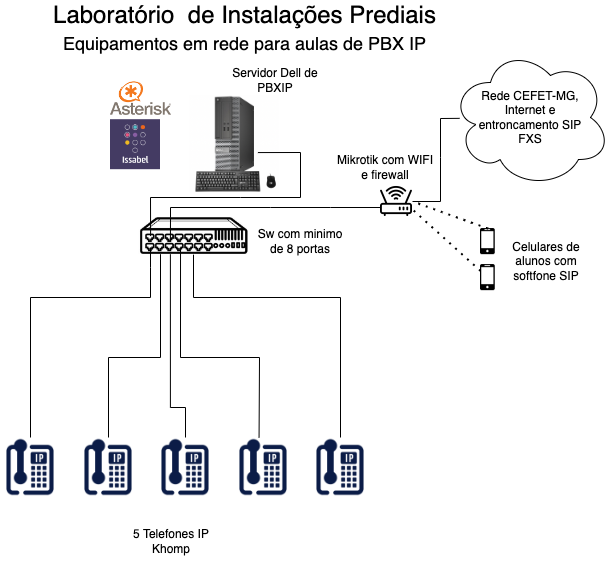 Laboratório de Instalações Prediais
Equipamentos em rede para aulas de PBX IP
Servidor Dell de
PBXIP
Asterisk
Issabel
Rede CEFET-MG,
Internet e
entroncamento SIP
FXS
Mikrotik com WIFI
e firewall
Sw com minimo
de 8 portas
Celulares de
alunos com
softfone SIP
IP
IP
IP
IP
IP
5 Telefones IP
Khomp